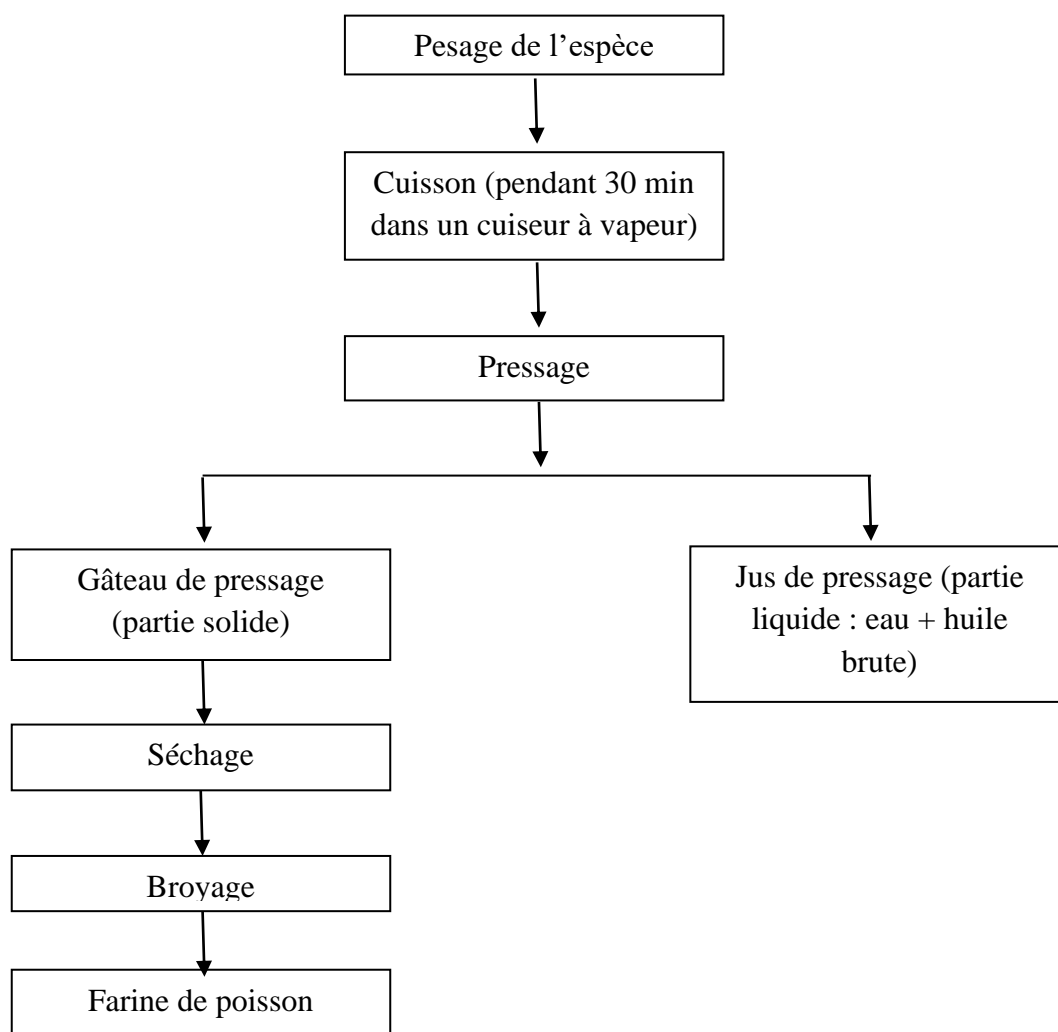 Pesage de l’espèce
Cuisson (pendant 30 min
dans un cuiseur à vapeur)
Pressage
Gâteau de pressage
(partie solide)
Jus de pressage (partie
liquide : eau + huile
brute)
Séchage
Broyage
Farine de poisson